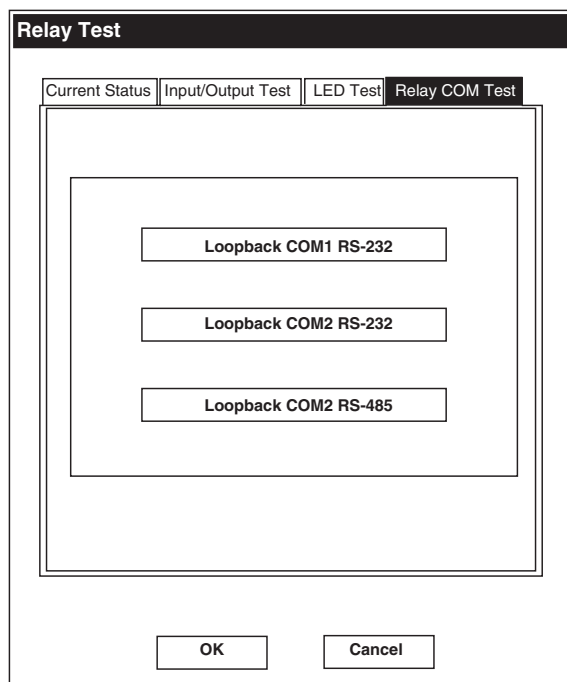 Relay Test
Current Status Input/Output Test LED Test Relay COM Test
Loopback COM1 RS-232
Loopback COM2 RS-232
Loopback COM2 RS-485
OK Cancel